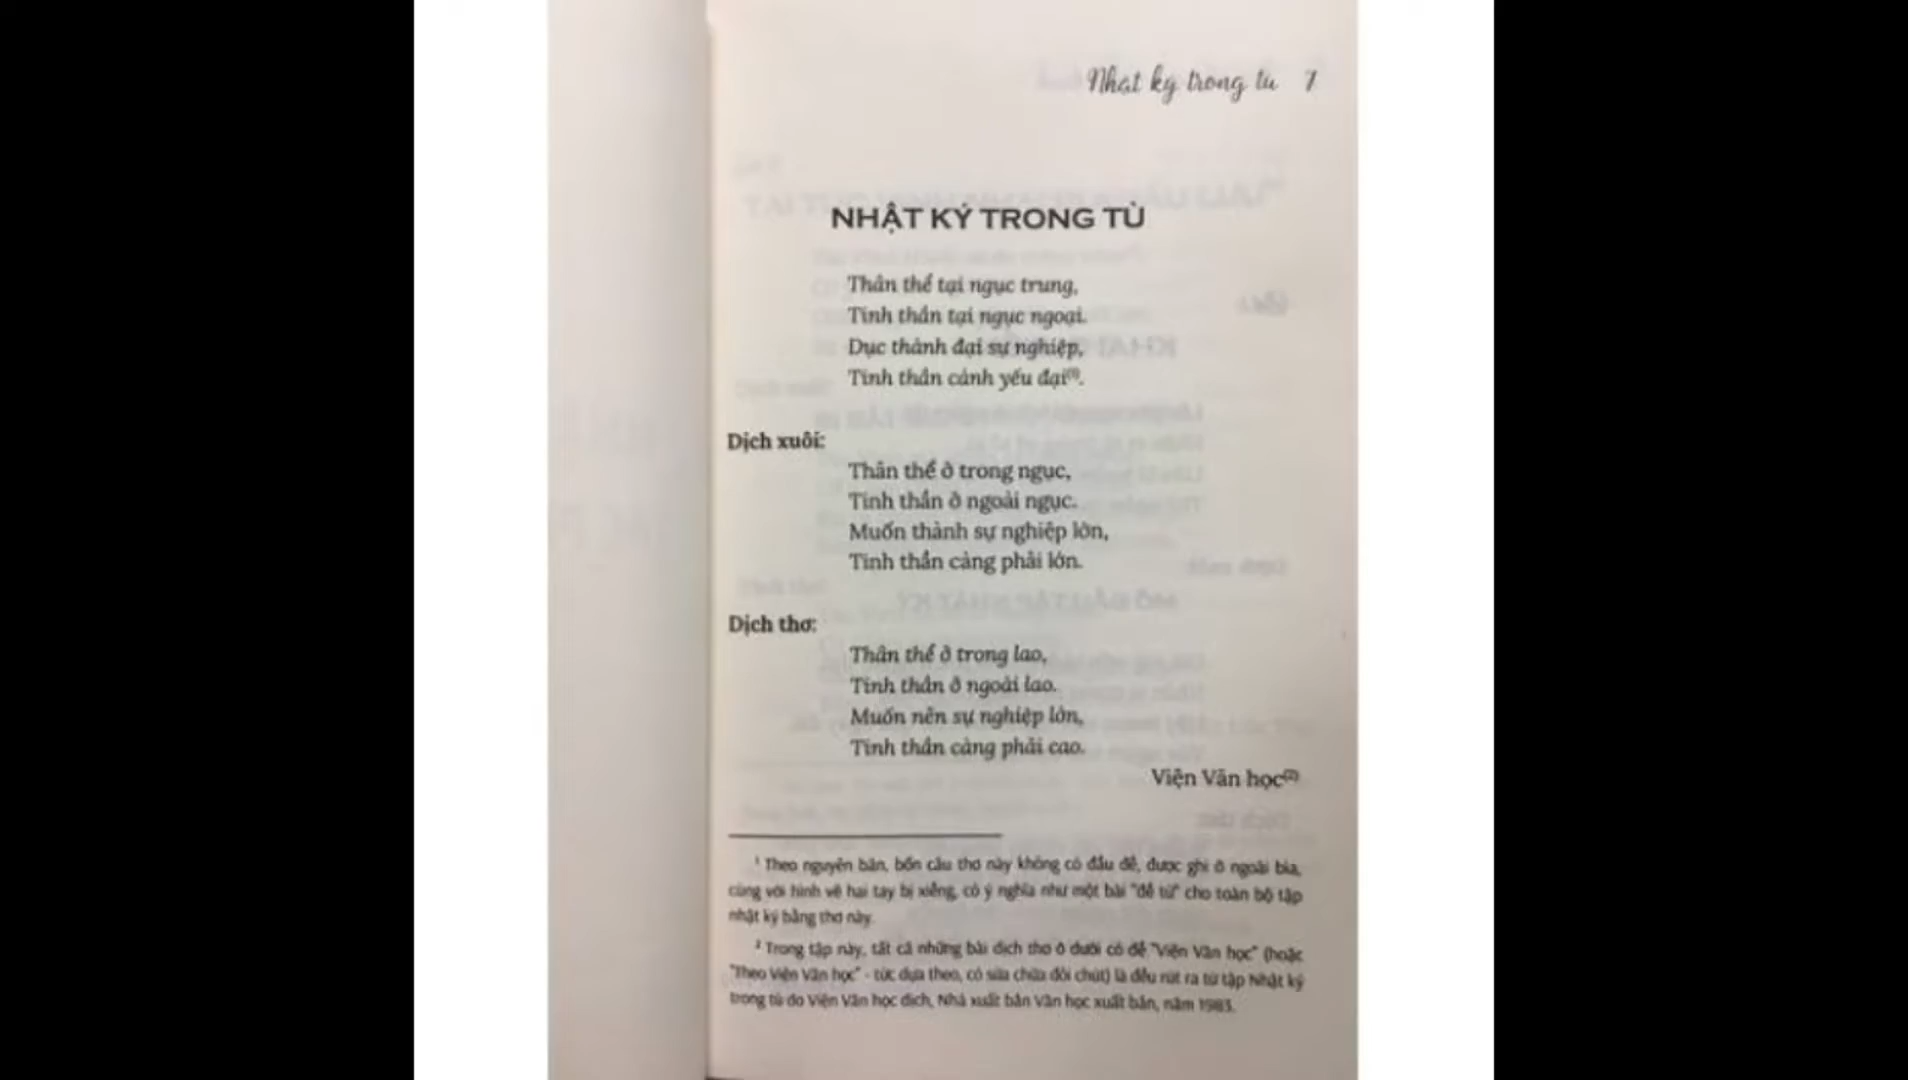 Nhật ký trong tù 7
NHẬT KÝ TRONG TÙ
Thân thể tại ngục trung,
Tinh thần tại ngục ngoại.
Dục thành đại sự nghiệp,
Tinh thần cánh yếu đại⁽¹⁾.
Dịch xuôi:
Thân thể ở trong ngục,
Tinh thần ở ngoài ngục.
Muốn thành sự nghiệp lớn,
Tinh thần càng phải lớn.
Dịch thơ:
Thân thể ở trong lao,
Tinh thần ở ngoài lao.
Muốn nên sự nghiệp lớn,
Tinh thần càng phải cao.
Viện Văn học⁽²⁾
¹ Theo nguyên bản, bốn câu thơ này không có đầu đề, được ghi ở ngoài bìa,
cùng với hình vẽ hai tay bị xiềng, có ý nghĩa như một bài "đề từ" cho toàn bộ tập
nhật ký bằng thơ này.
² Trong tập này, tất cả những bài dịch thơ ở dưới có đề "Viện Văn học" (hoặc
"Theo Viện Văn học" - tức dựa theo, có sửa chữa đôi chút) là đều rút ra từ tập Nhật ký
trong tù do Viện Văn học dịch, Nhà xuất bản Văn học xuất bản, năm 1983.